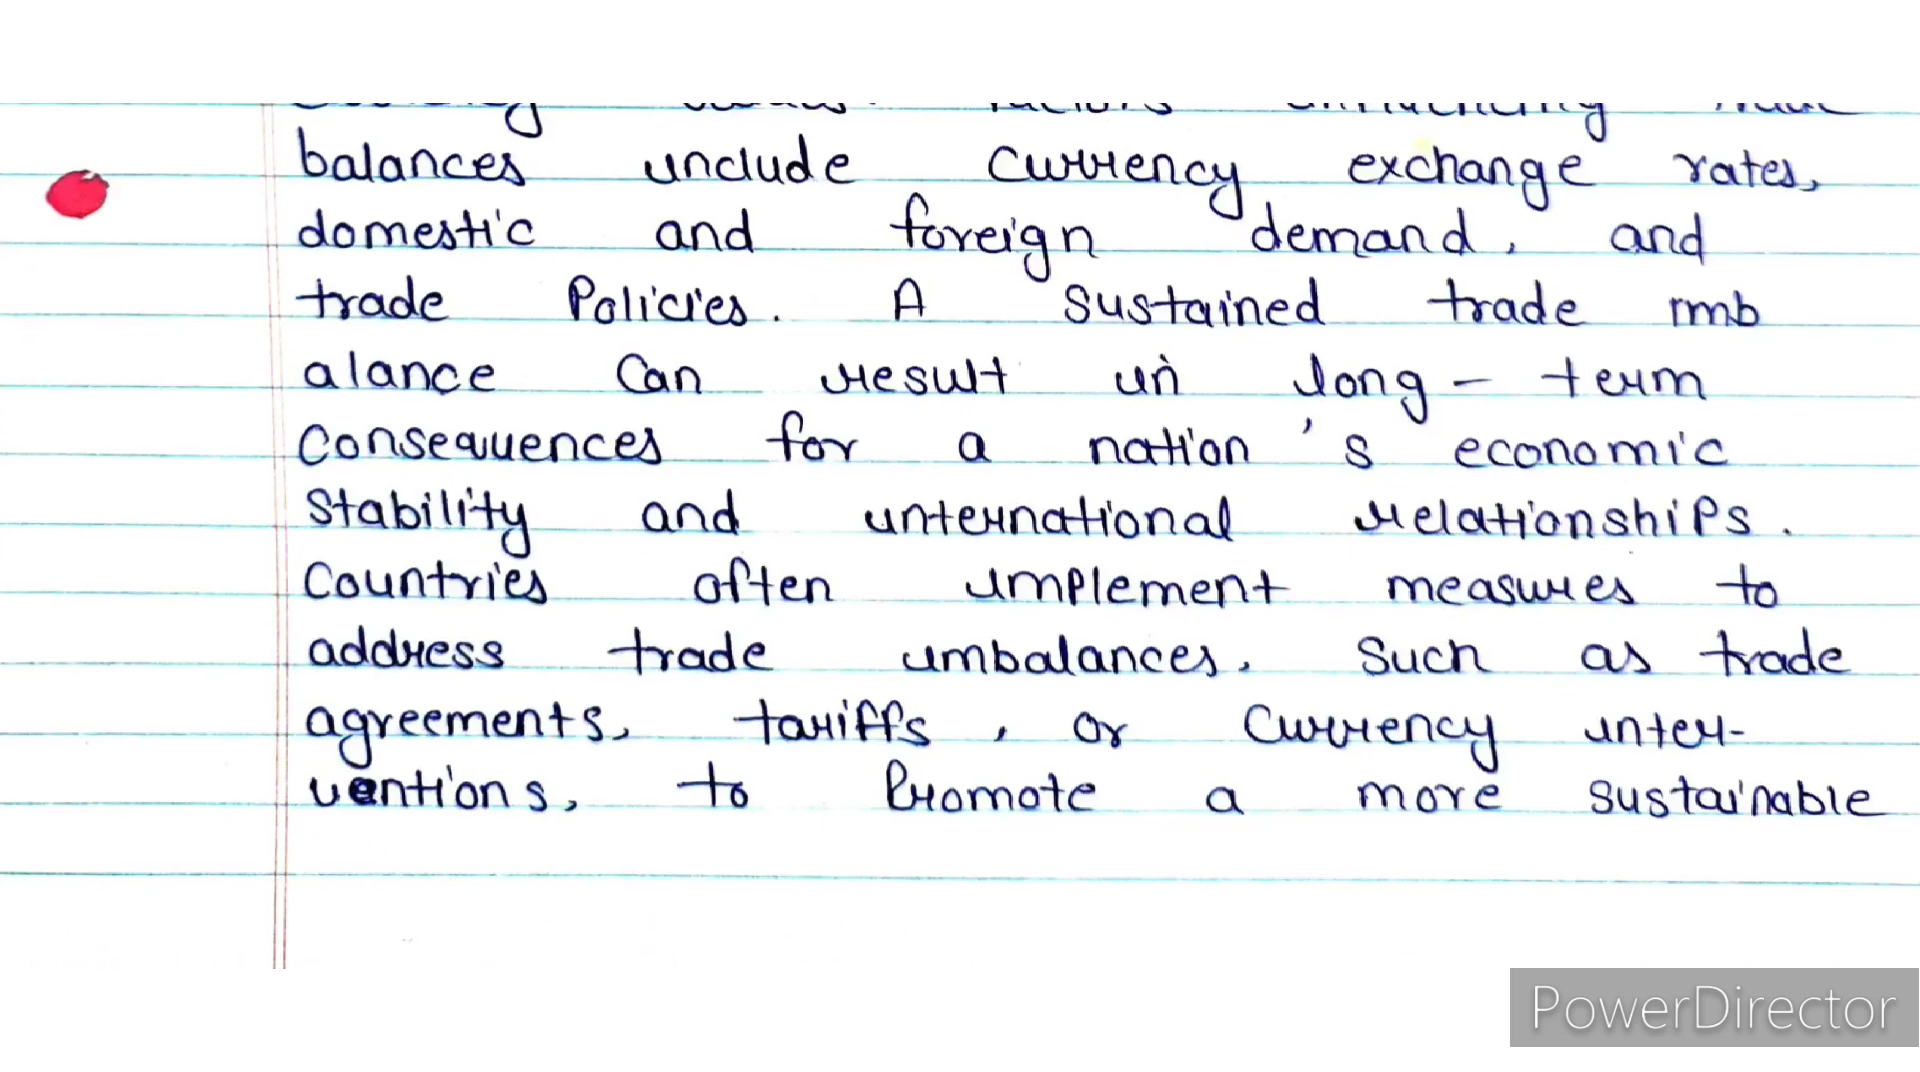 balances include currency exchange rates,
domestic and foreign demand, and
trade Policies. A sustained trade imb
alance can result in long - term
consequences for a nation 's economic
stability and international relationships.
Countries often implement measures to
address trade imbalances, such as trade
agreements, tariffs, or currency inter-
ventions, to promote a more sustainable
PowerDirector